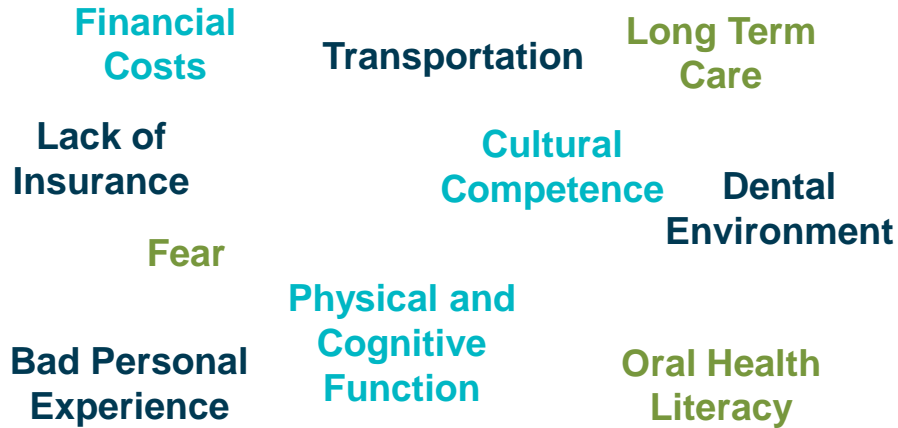 Financial
Costs
Transportation
Long Term
Care
Lack of
Insurance
Cultural
Competence
Dental
Environment
Fear
Physical and
Cognitive
Function
Bad Personal
Experience
Oral Health
Literacy